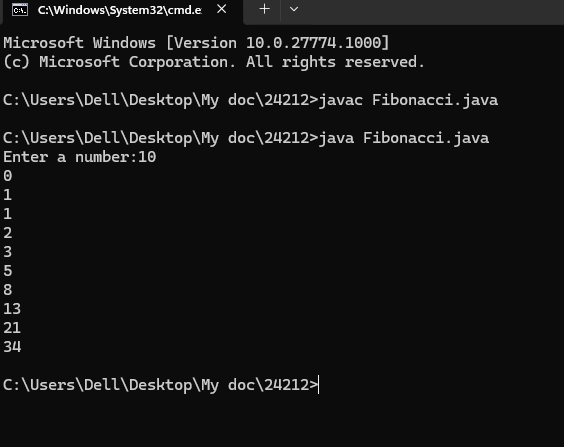 C:\Windows\System32\cmd.e
Microsoft Windows [Version 10.0.27774.1000]
(c) Microsoft Corporation. All rights reserved.
C:\Users\Dell\Desktop\My doc\24212>javac Fibonacci.java
C:\Users\Dell\Desktop\My doc\24212>java Fibonacci.java
Enter a number:10
0
1
1
2
3
5
8
13
21
34
C:\Users\Dell\Desktop\My doc\24212>